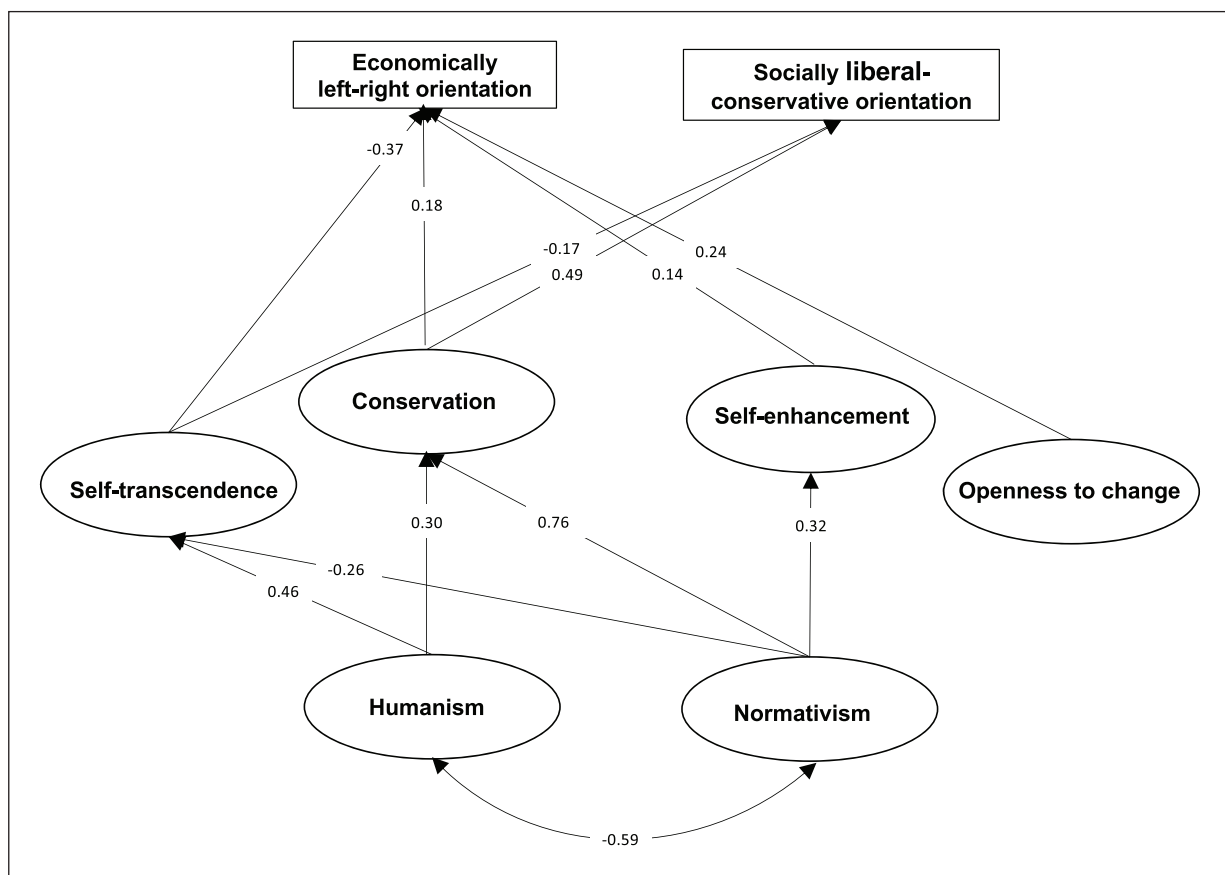 Economically
left-right orientation
Socially liberal-
conservative orientation
-0.37
0.18
-0.17
0.49
0.24
0.14
Conservation
Self-enhancement
Self-transcendence
Openness to change
0.30
0.76
0.32
-0.26
0.46
Humanism
Normativism
-0.59